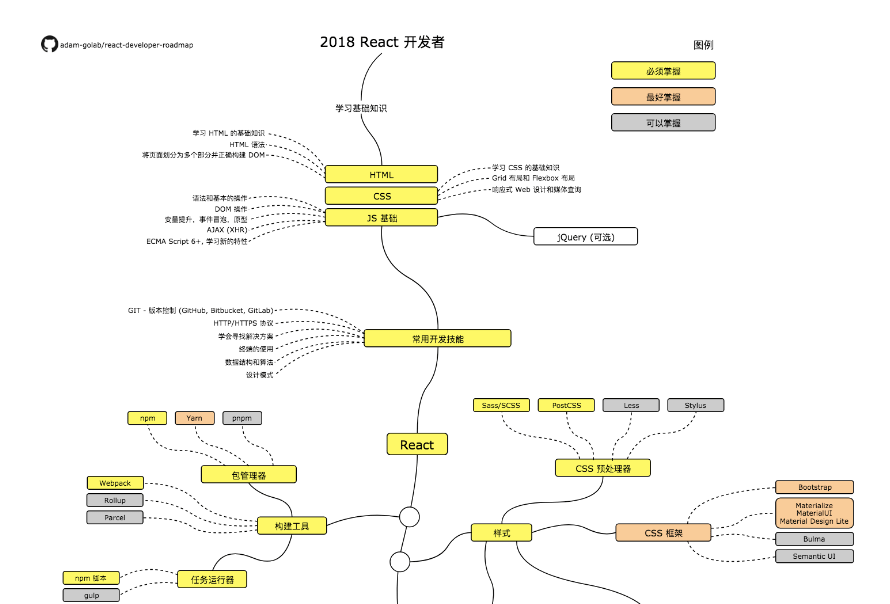 adam-golab/react-developer-roadmap
2018 React 开发者
图例
必须掌握
最好掌握
可以掌握
学习基础知识
学习 HTML 的基础知识
HTML 语法
将页面划分为多个部分并正确构建 DOM
HTML
CSS
JS 基础
学习 CSS 的基础知识
Grid 布局和 Flexbox 布局
响应式 Web 设计和媒体查询
语法和基本的操作
DOM 操作
变量提升，事件冒泡，原型
AJAX (XHR)
ECMA Script 6+，学习新的特性
jQuery (可选)
GIT - 版本控制 (GitHub, Bitbucket, GitLab)
HTTP/HTTPS 协议
学会寻找解决方案
终端的使用
数据结构和算法
设计模式
常用开发技能
React
npm
Yarn
pnpm
包管理器
Webpack
Rollup
Parcel
构建工具
npm 脚本
gulp
任务运行器
Sass/SCSS
PostCSS
Less
Stylus
CSS 预处理器
样式
CSS 框架
Bootstrap
Materialize
MaterialUI
Material Design Lite
Bulma
Semantic UI